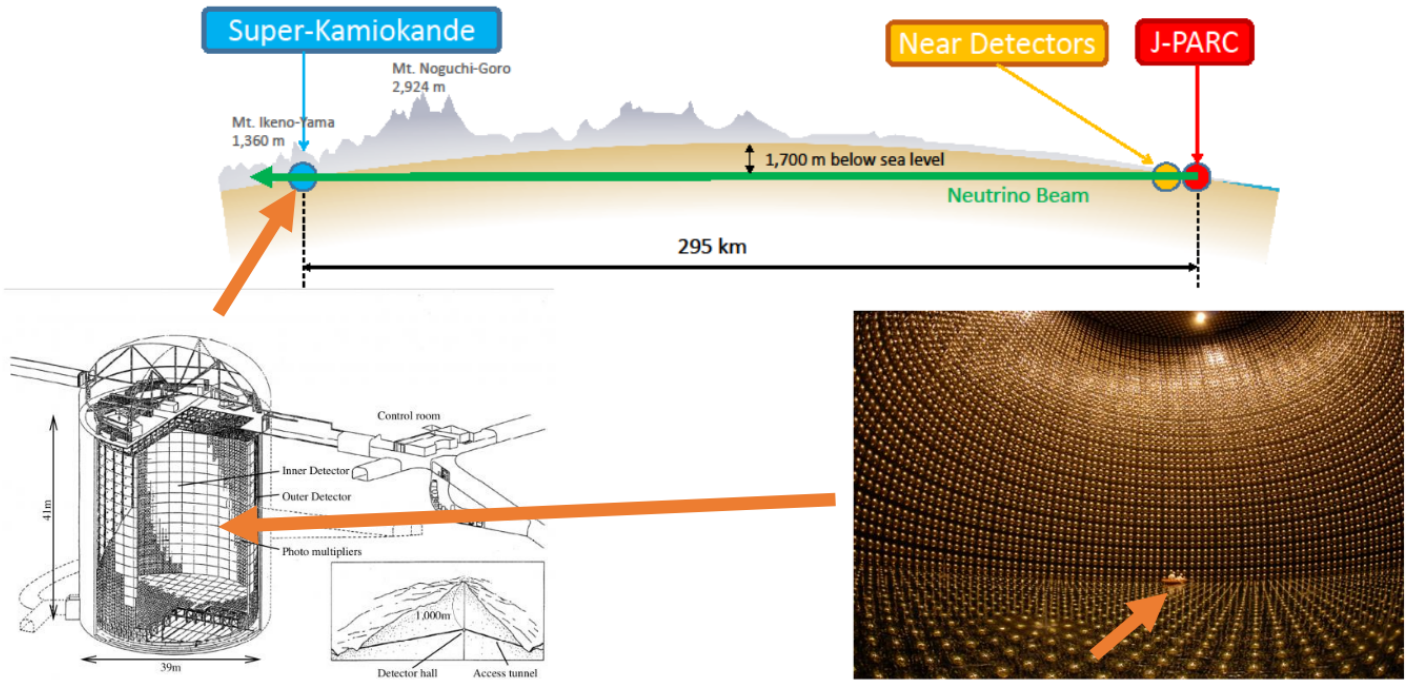 Super-Kamiokande
Near Detectors
J-PARC
Mt. Noguchi-Goro
2,924 m
Mt. Ikeno-Yama
1,360 m
1,700 m below sea level
Neutrino Beam
295 km
Control room
Inner Detector
Outer Detector
41m
Photo multipliers
1,000m
Detector hall
Access tunnel
39m